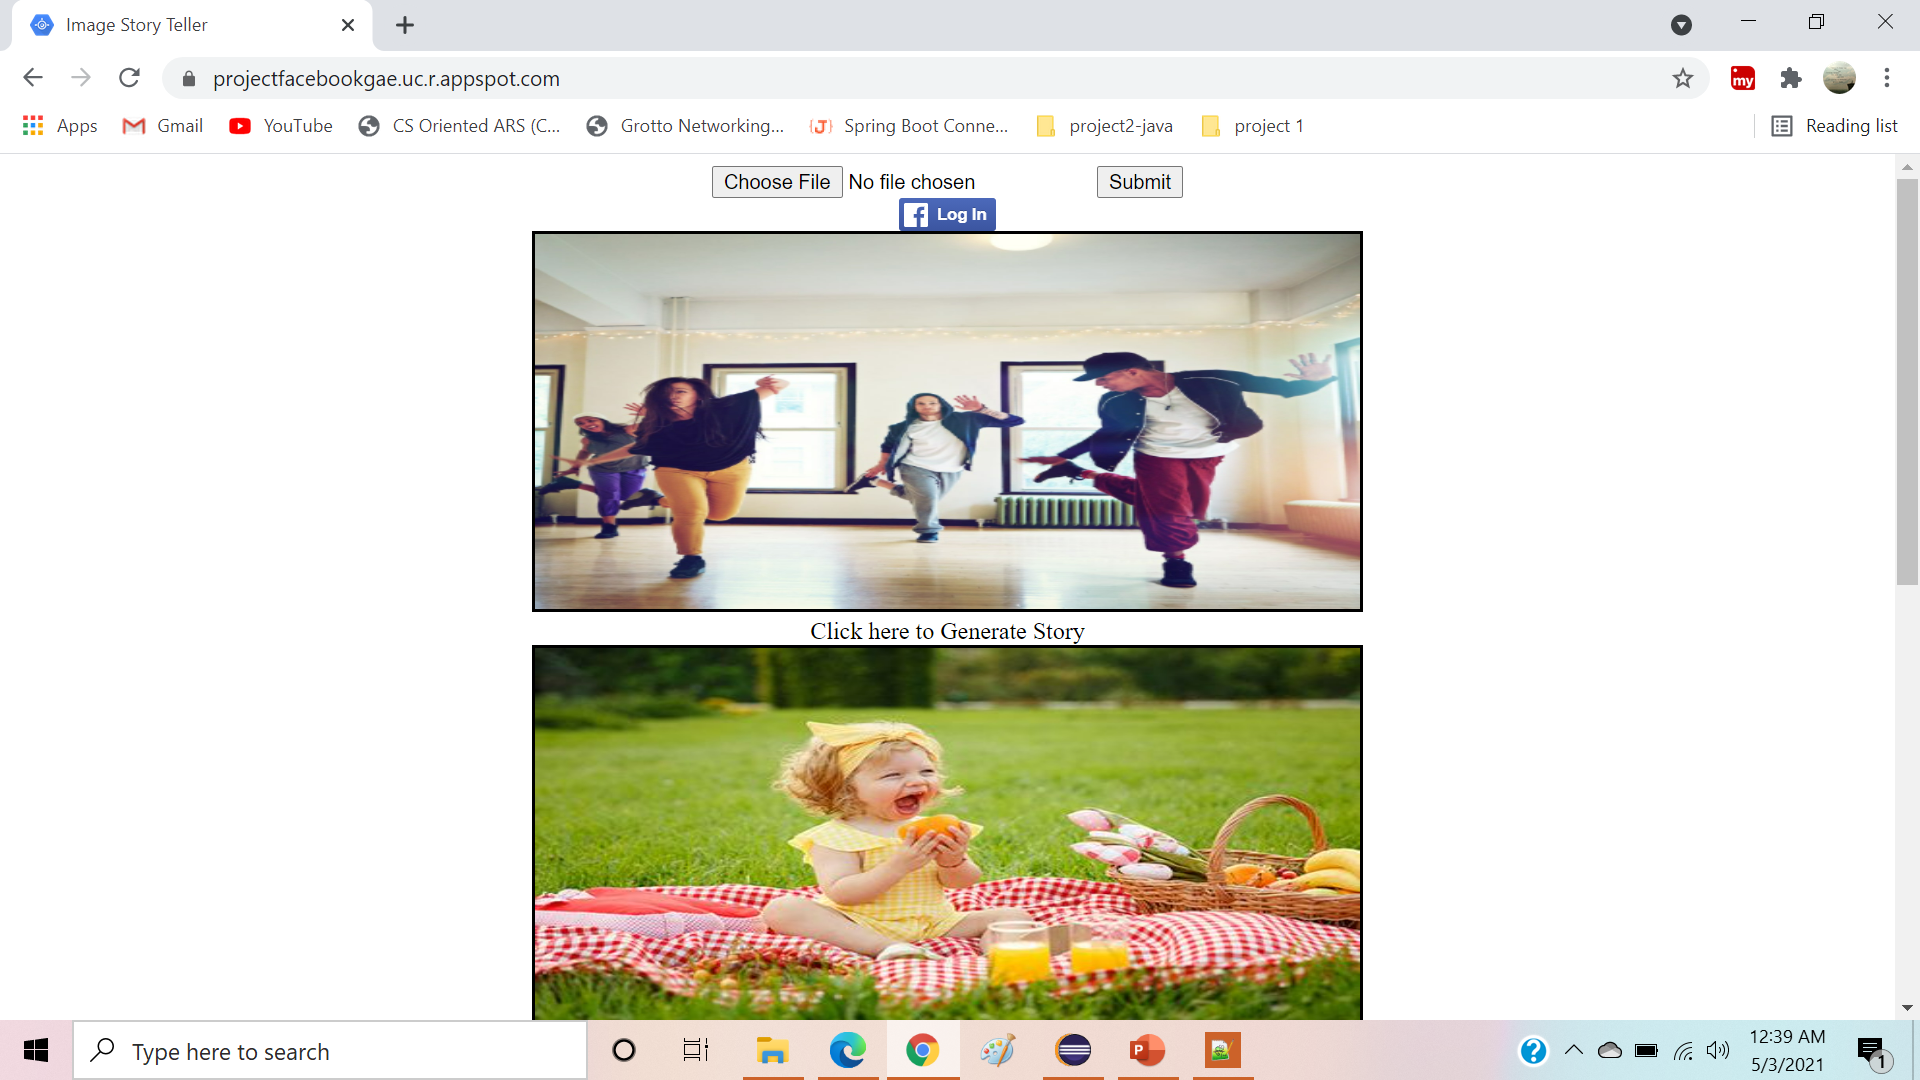 Image Story Teller
projectfacebookgae.uc.r.appspot.com
my
Apps
Gmail
YouTube
CS Oriented ARS (C...
Grotto Networking...
{J}
Spring Boot Conne...
project2-java
project 1
Reading list
Choose File No file chosen
Submit
f Log In
Click here to Generate Story
Type here to search
P
?
12:39 AM
5/3/2021
1